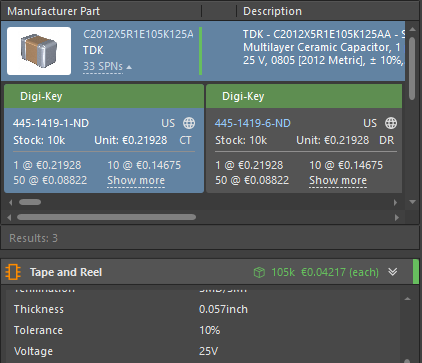 Manufacturer Part
Description
C2012X5R1E105K125A
TDK
33 SPNs
TDK - C2012X5R1E105K125AA - S
Multilayer Ceramic Capacitor, 1
25 V, 0805 [2012 Metric], ± 10%,
Digi-Key
445-1419-1-ND US
Stock: 10k Unit: €0.21928 CT
1 @ €0.21928 10 @ €0.14675
50 @ €0.08822 Show more
Digi-Key
445-1419-6-ND US
Stock: 10k Unit: €0.21928 DR
1 @ €0.21928 10 @ €0.14675
50 @ €0.08822 Show more
Results: 3
Tape and Reel 105k €0.04217 (each)
Termination SMD/SMT
Thickness 0.057inch
Tolerance 10%
Voltage 25V